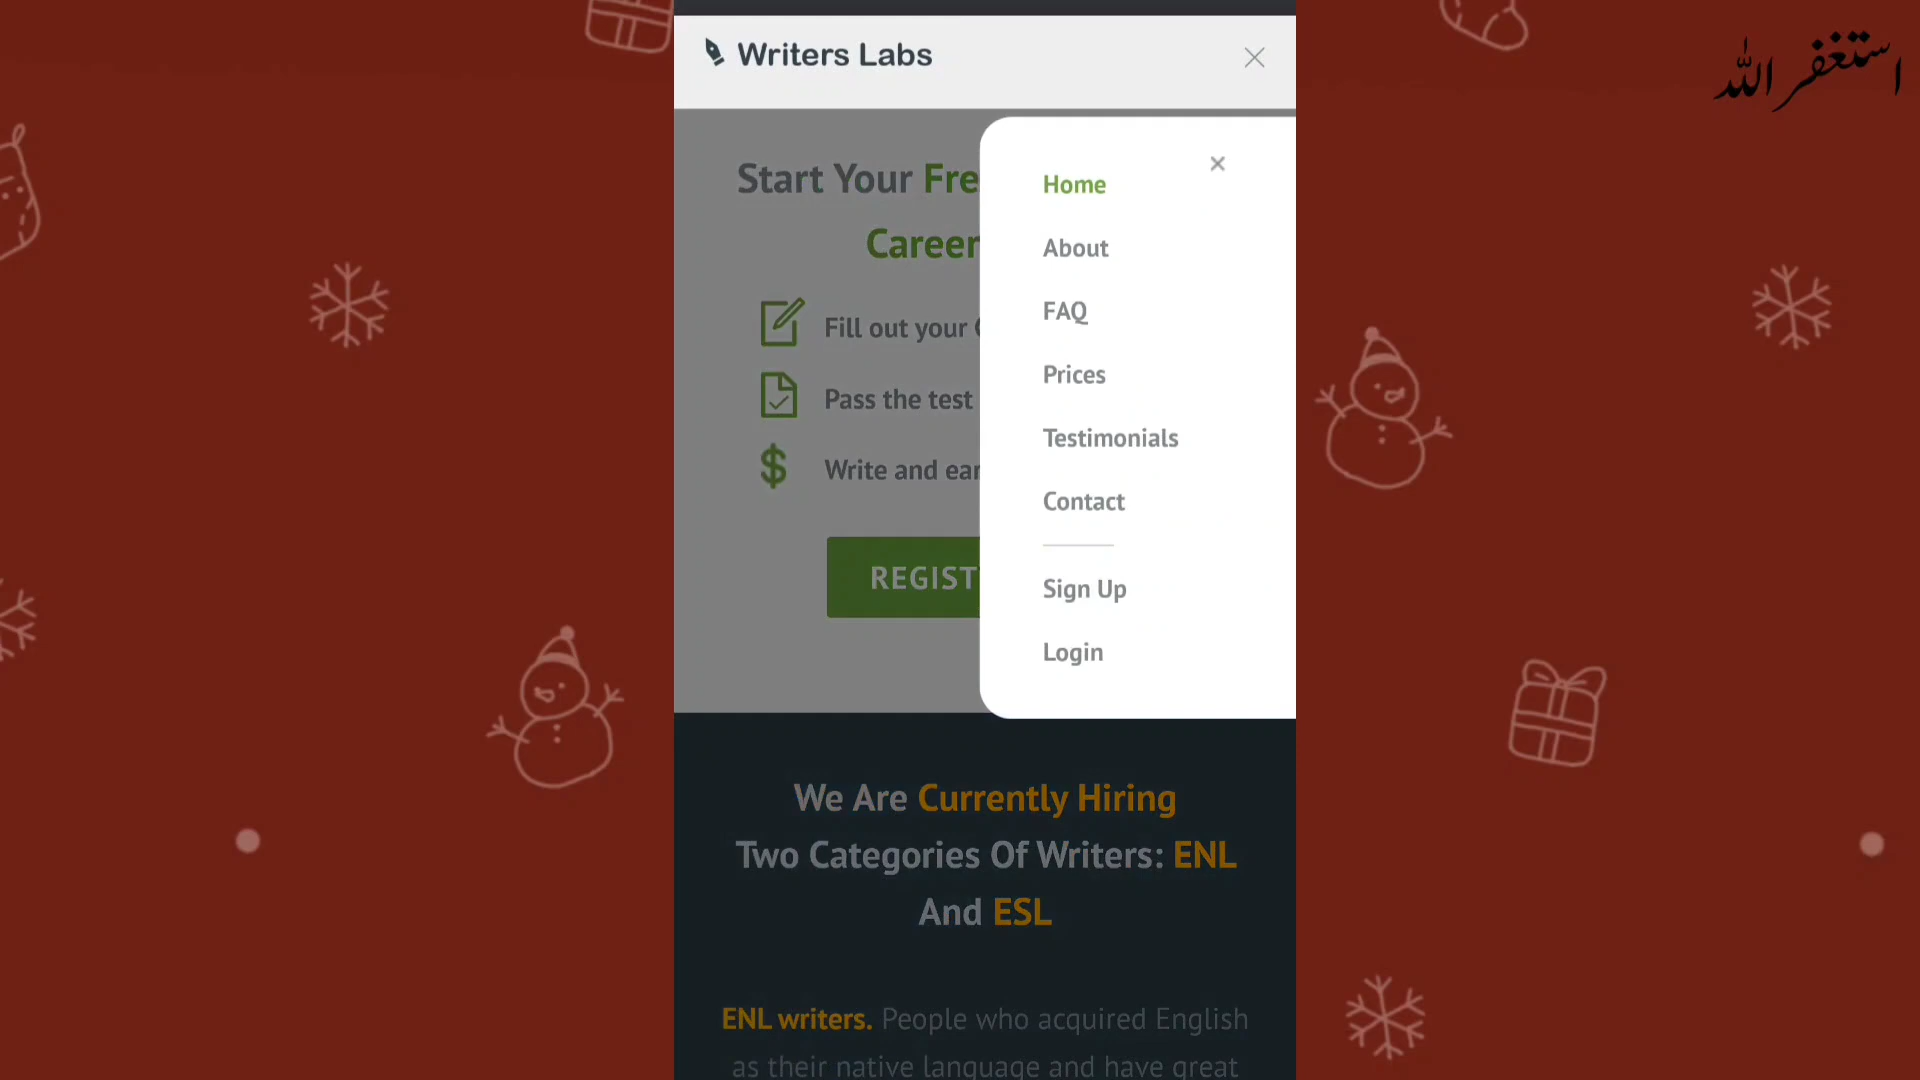 Writers Labs
استغفر الله
Start Your Fre
Career
Fill out your
Pass the test
Write and ear
REGIST
Home
About
FAQ
Prices
Testimonials
Contact
Sign Up
Login
We Are Currently Hiring
Two Categories Of Writers: ENL
And ESL
ENL writers. People who acquired English
as their native language and have great